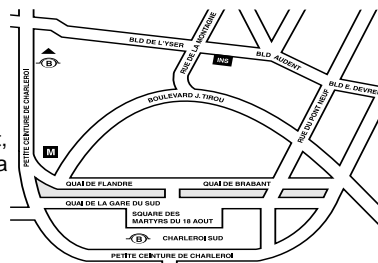 BLD DE L'YSER
RUE DE LA MONTAGNE
INS
BLD AUDENT
BLD E. DEVREU
PETITE CEINTURE DE CHARLEROI
B
BOULEVARD J. TIROU
RUE DU PONT NEUF
t,
a
M
QUAI DE FLANDRE
QUAI DE BRABANT
QUAI DE LA GARE DU SUD
SQUARE DES
MARTYRS DU 18 AOUT
B
CHARLEROI SUD
PETITE CEINTURE DE CHARLEROI